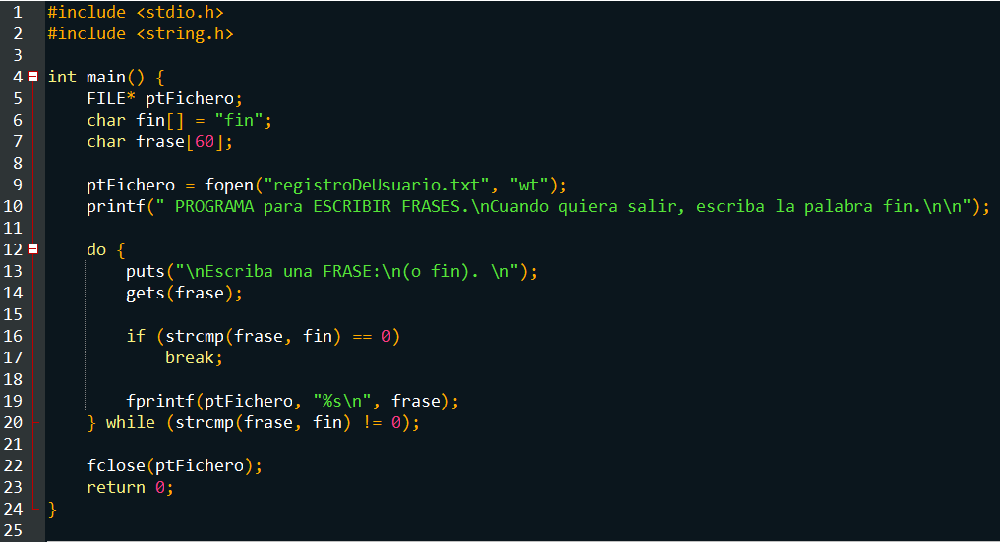 1 #include <stdio.h>
2 #include <string.h>
3
4 int main() {
5 FILE* ptFichero;
6 char fin[] = "fin";
7 char frase[60];
8
9 ptFichero = fopen("registroDeUsuario.txt", "wt");
10 printf(" PROGRAMA para ESCRIBIR FRASES.\nCuando quiera salir, escriba la palabra fin.\n\n");
11
12 do {
13 puts("\nEscriba una FRASE:\n(o fin). \n");
14 gets(frase);
15
16 if (strcmp(frase, fin) == 0)
17 break;
18
19 fprintf(ptFichero, "%s\n", frase);
20 } while (strcmp(frase, fin) != 0);
21
22 fclose(ptFichero);
23 return 0;
24 }
25